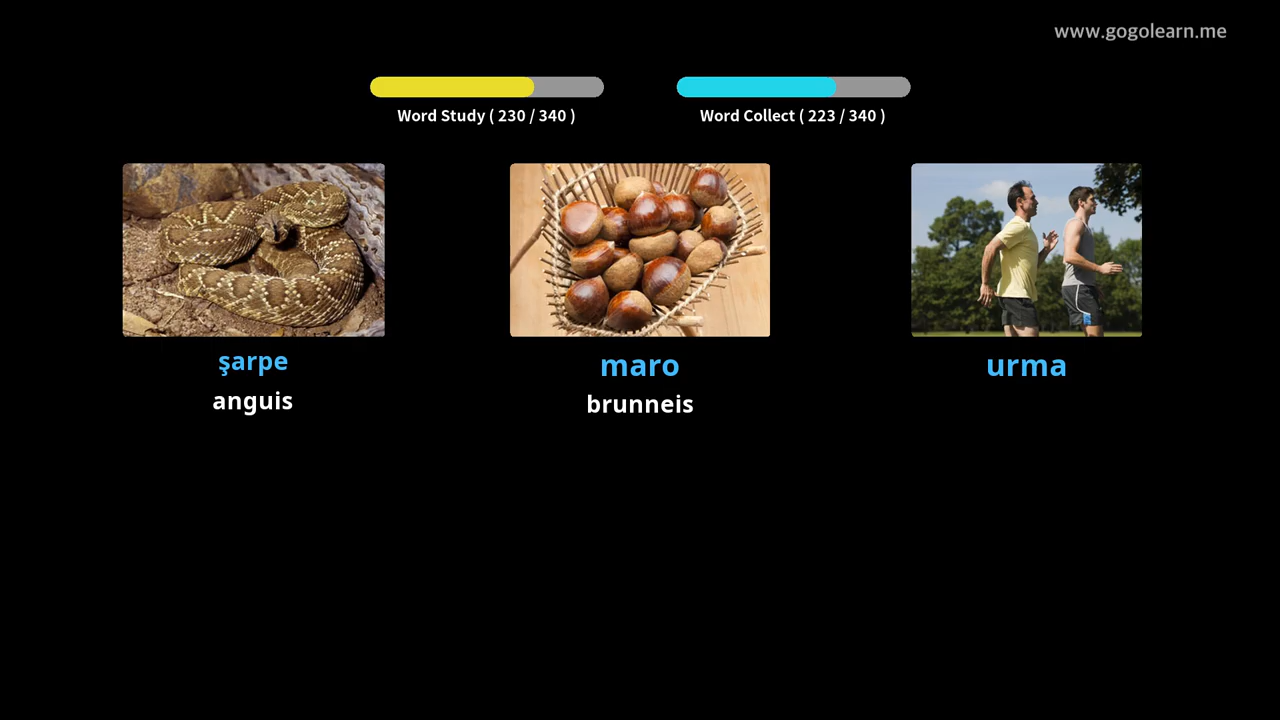 www.gogolearn.me
Word Study ( 230 / 340 )
Word Collect ( 223 / 340 )
şarpe
anguis
maro
brunneis
urma